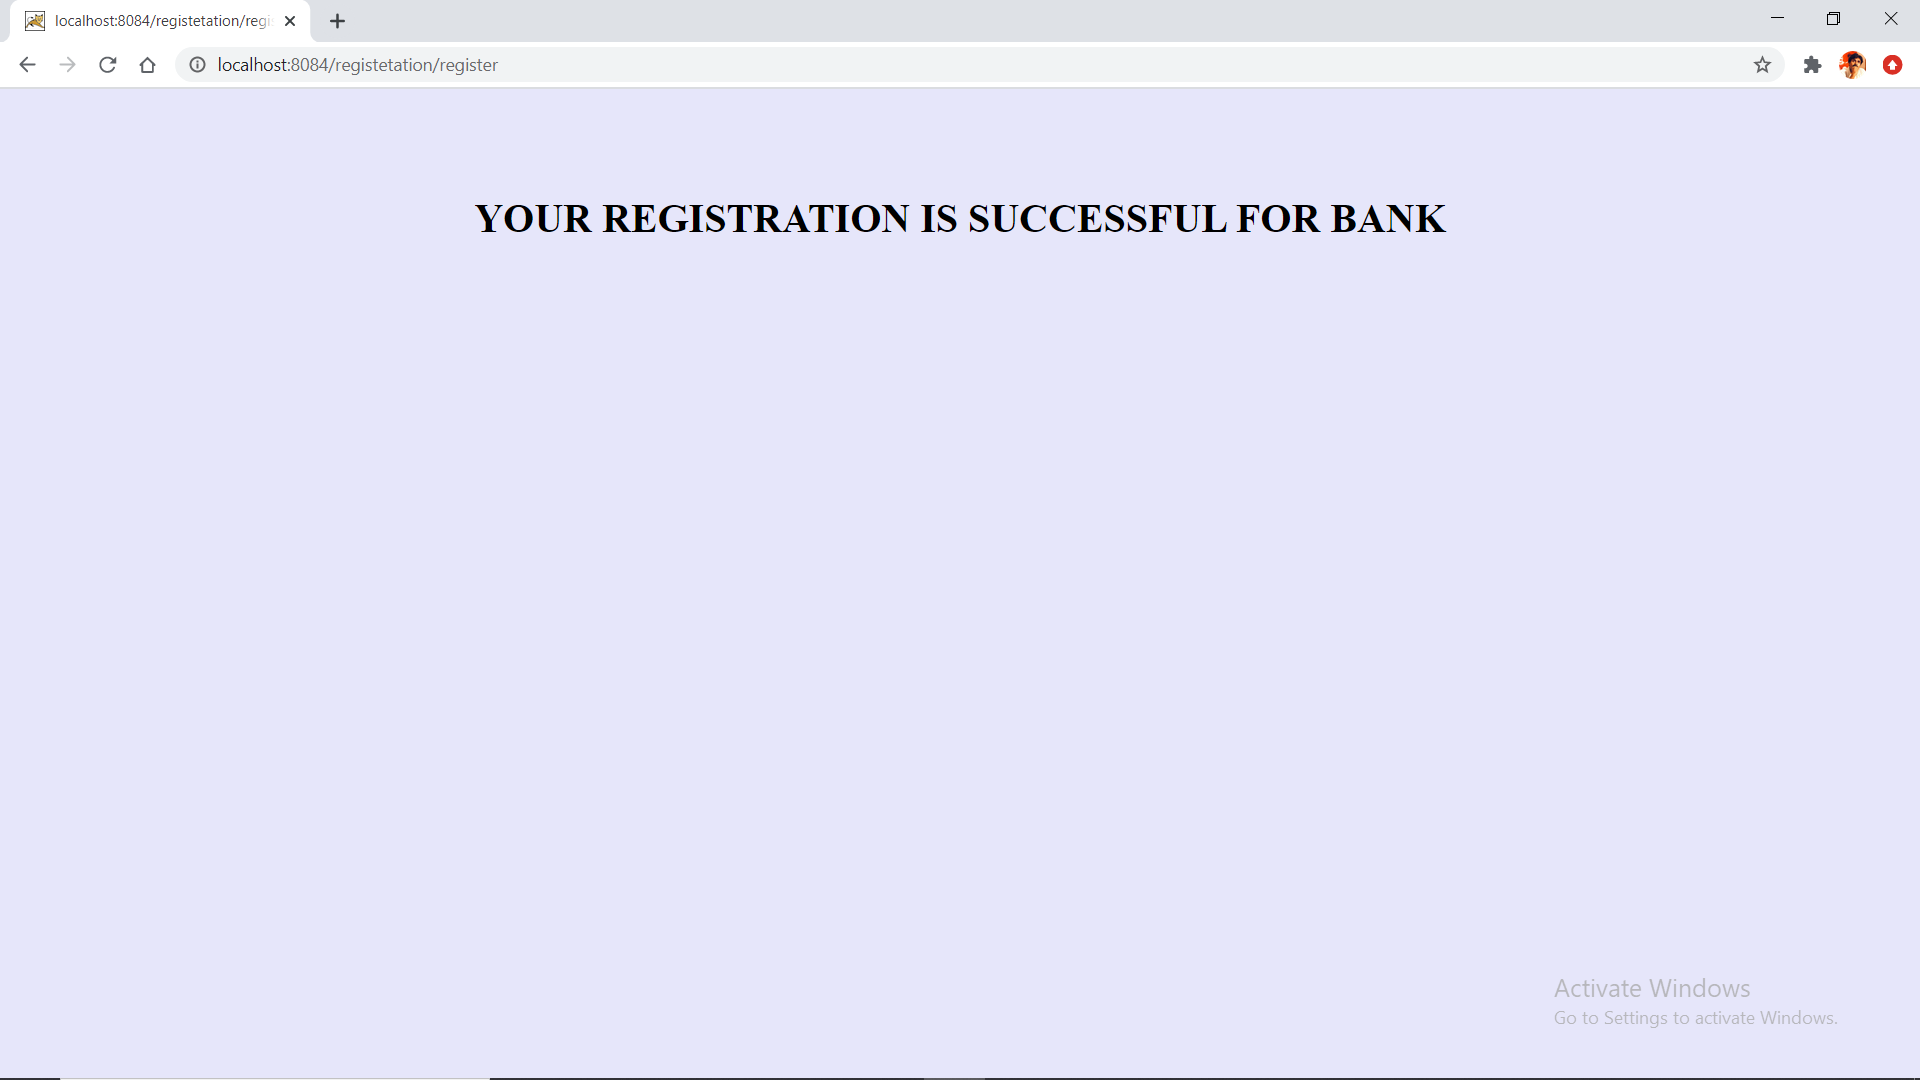 localhost:8084/registetation/regi
localhost:8084/registetation/register
YOUR REGISTRATION IS SUCCESSFUL FOR BANK
Activate Windows
Go to Settings to activate Windows.